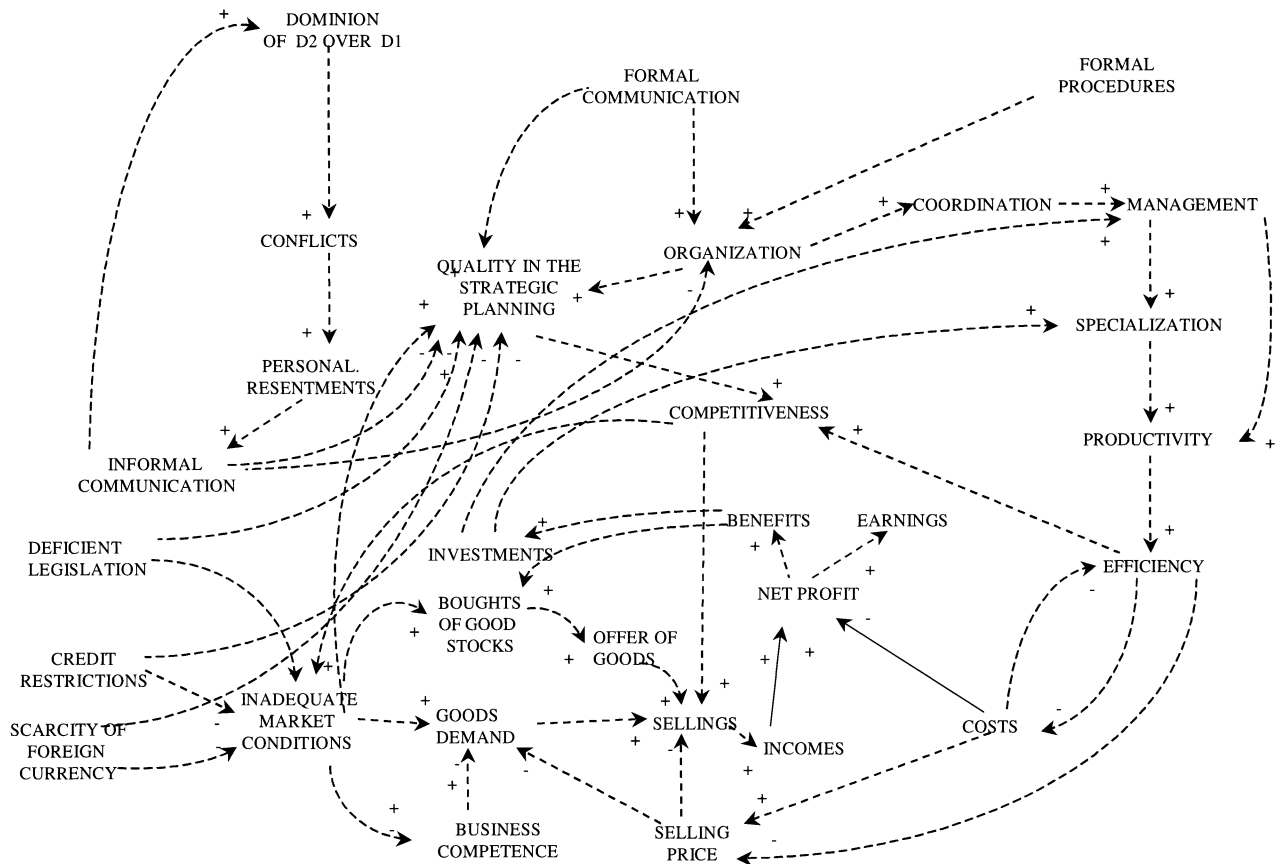 DOMINION
OF D2 OVER D1
FORMAL
COMMUNICATION
FORMAL
PROCEDURES
COORDINATION
MANAGEMENT
CONFLICTS
ORGANIZATION
QUALITY IN THE
STRATEGIC
PLANNING
SPECIALIZATION
PERSONAL.
RESENTMENTS
COMPETITIVENESS
PRODUCTIVITY
INFORMAL
COMMUNICATION
BENEFITS
EARNINGS
DEFICIENT
LEGISLATION
INVESTMENTS
EFFICIENCY
NET PROFIT
BOUGHTS
OF GOOD
STOCKS
OFFER OF
GOODS
CREDIT
RESTRICTIONS
INADEQUATE
MARKET
CONDITIONS
GOODS
DEMAND
SELLINGS
INCOMES
COSTS
SCARCITY OF
FOREIGN
CURRENCY
BUSINESS
COMPETENCE
SELLING
PRICE